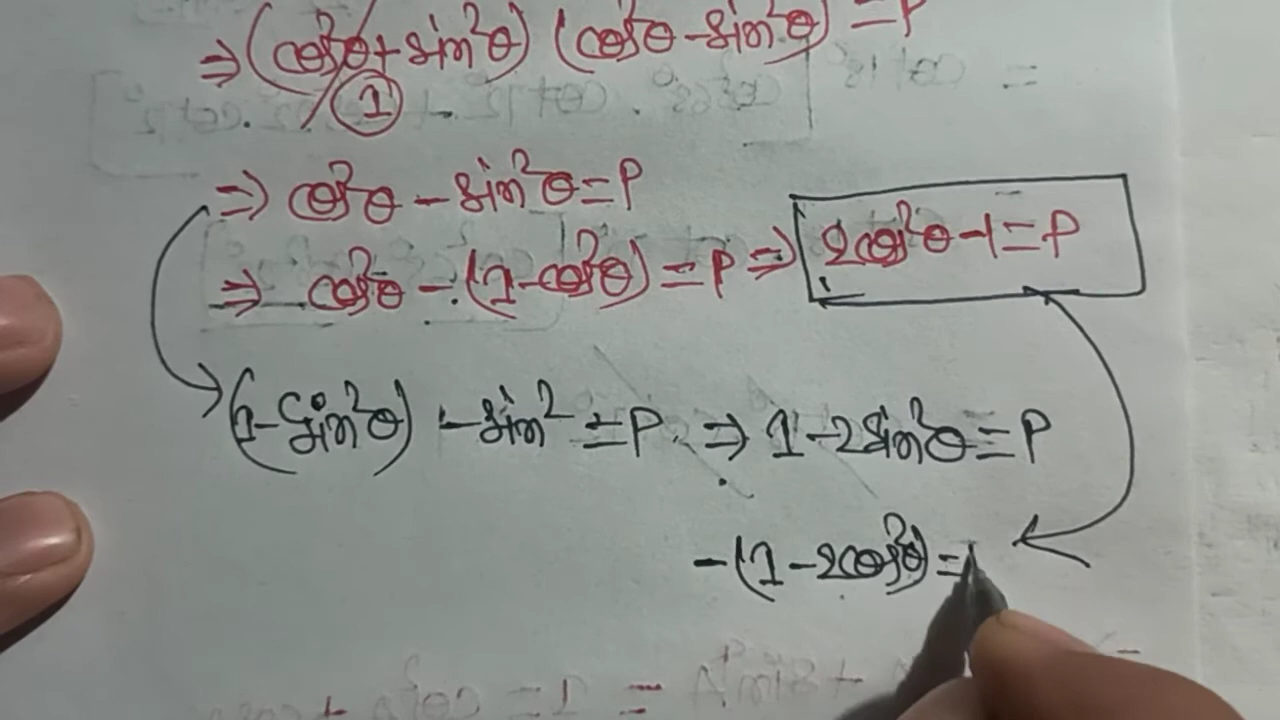 ⇒ (cos²θ + sin²θ) (cos²θ - sin²θ) = P
1
⇒ cos²θ - sin²θ = P
⇒ cos²θ - (1 - cos²θ) = P ⇒ 2cos²θ - 1 = P
(1 - sin²θ) - sin² = P ⇒ 1 - 2sin²θ = P
-(1 - 2cos²θ) =